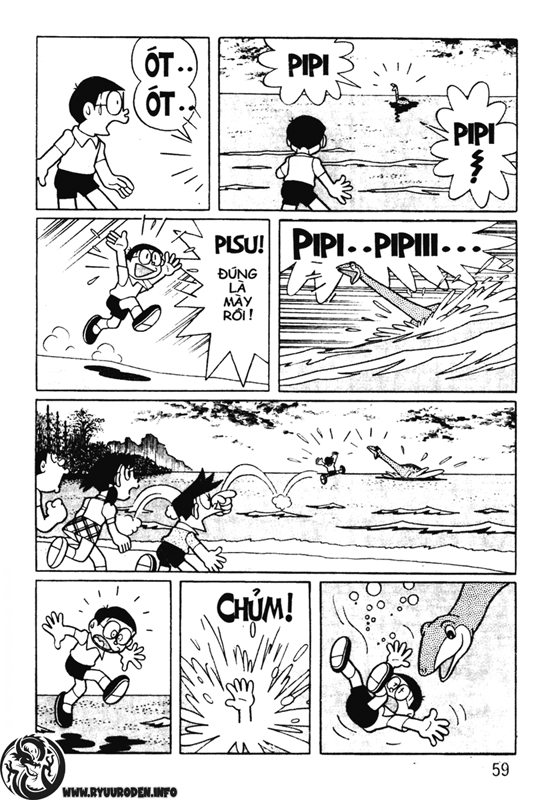 ÓT..
ÓT..
PIPI
PIPI
PISU!
ĐÚNG
LÀ
MÀY
RỒI!
PIPI..PIPIII...
CHỦM!
59
WWW.RYUURODEN.INFO